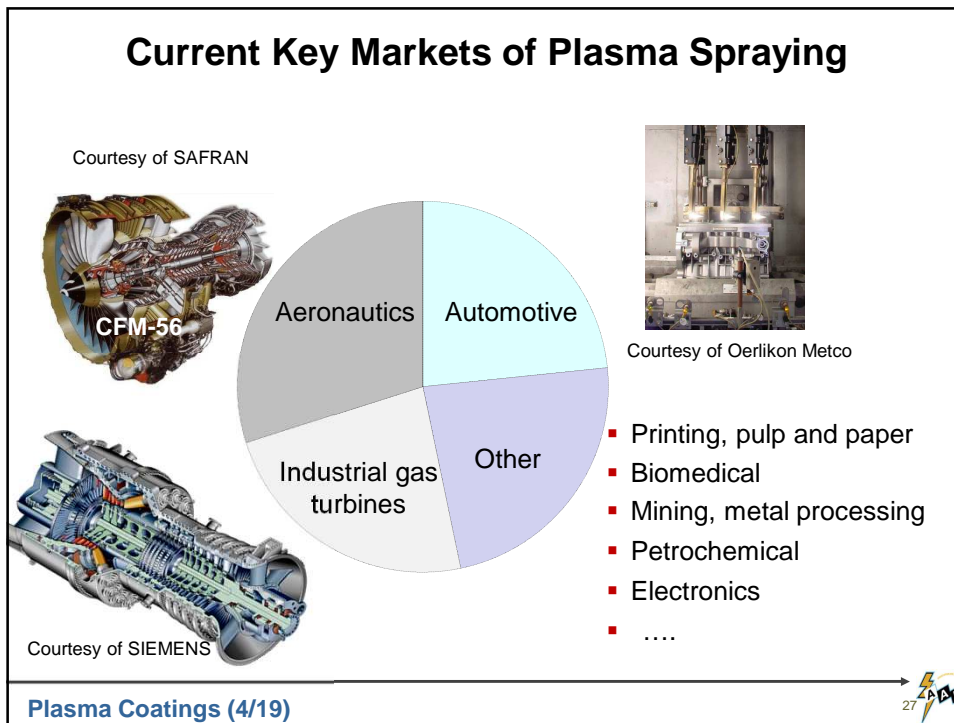 Current Key Markets of Plasma Spraying
Courtesy of SAFRAN
CFM-56
Aeronautics
Automotive
Industrial gas
turbines
Other
Courtesy of Oerlikon Metco
▪ Printing, pulp and paper
▪ Biomedical
▪ Mining, metal processing
▪ Petrochemical
▪ Electronics
▪ ….
Courtesy of SIEMENS
Plasma Coatings (4/19)
27